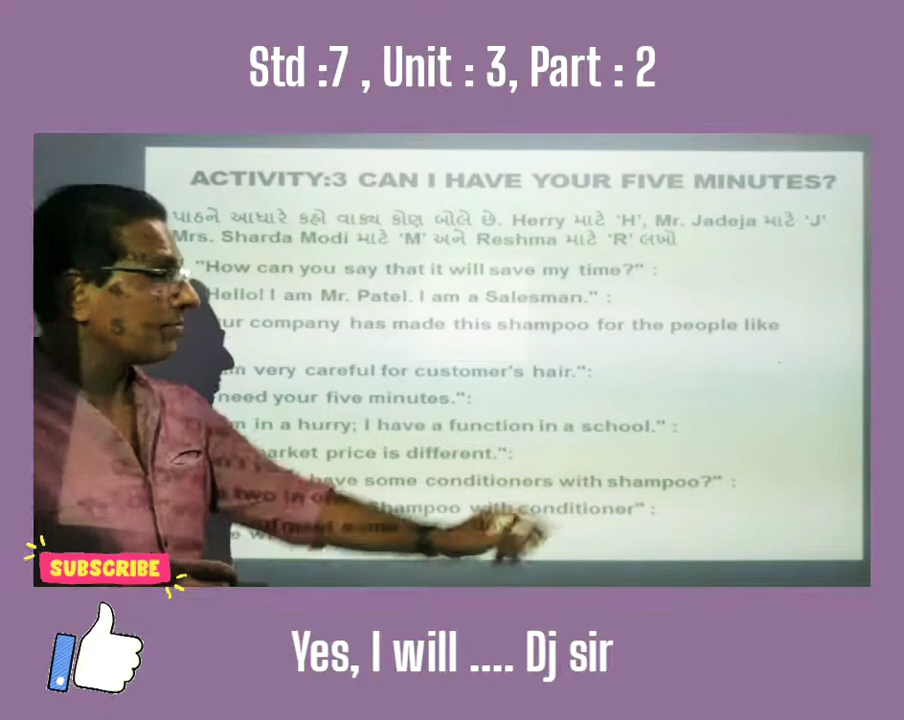 Std :7 , Unit : 3, Part : 2
ACTIVITY:3 CAN I HAVE YOUR FIVE MINUTES?
પાઠને આધારે કહો વાક્ય કોણ બોલે છે. Herry માટે ‘H’, Mr. Jadeja માટે ‘J’
Mrs. Sharda Modi માટે ‘M’ અને Reshma માટે ‘R’ લખો
"How can you say that it will save my time?" :
Hello! I am Mr. Patel. I am a Salesman." :
company has made this shampoo for the people like
very careful for customer's hair.":
need your five minutes.":
in a hurry; I have a function in a school." :
price is different.":
have some conditioners with shampoo?" :
two in one Shampoo with conditioner" :
SUBSCRIBE
Yes, I will .... Dj sir